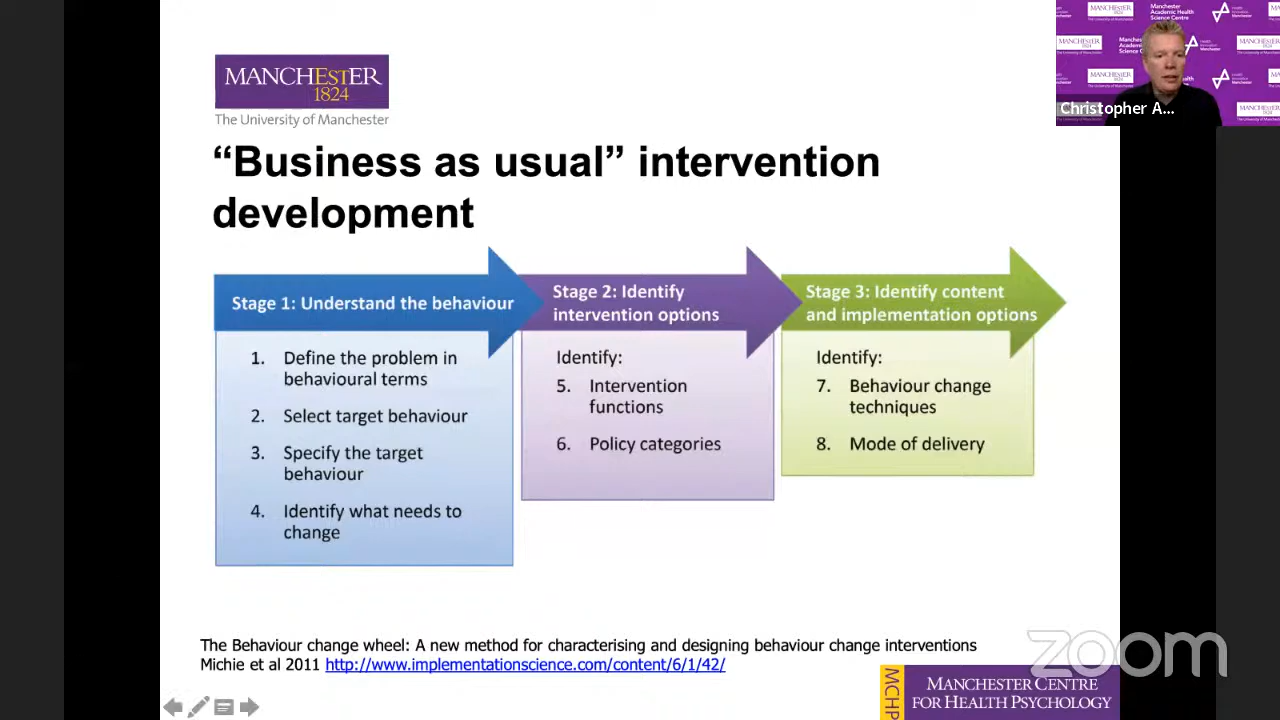 MANCHESTER
1824
The University of Manchester
“Business as usual” intervention
development
Stage 1: Understand the behaviour
1. Define the problem in
behavioural terms
2. Select target behaviour
3. Specify the target
behaviour
4. Identify what needs to
change
Stage 2: Identify
intervention options
Identify:
5. Intervention
functions
6. Policy categories
Stage 3: Identify content
and implementation options
Identify:
7. Behaviour change
techniques
8. Mode of delivery
The Behaviour change wheel: A new method for characterising and designing behaviour change interventions
Michie et al 2011 http://www.implementationscience.com/content/6/1/42/
MCHP
MANCHESTER CENTRE
FOR HEALTH PSYCHOLOGY
zoom
Christopher A...
Manchester
Academic Health
Science Centre